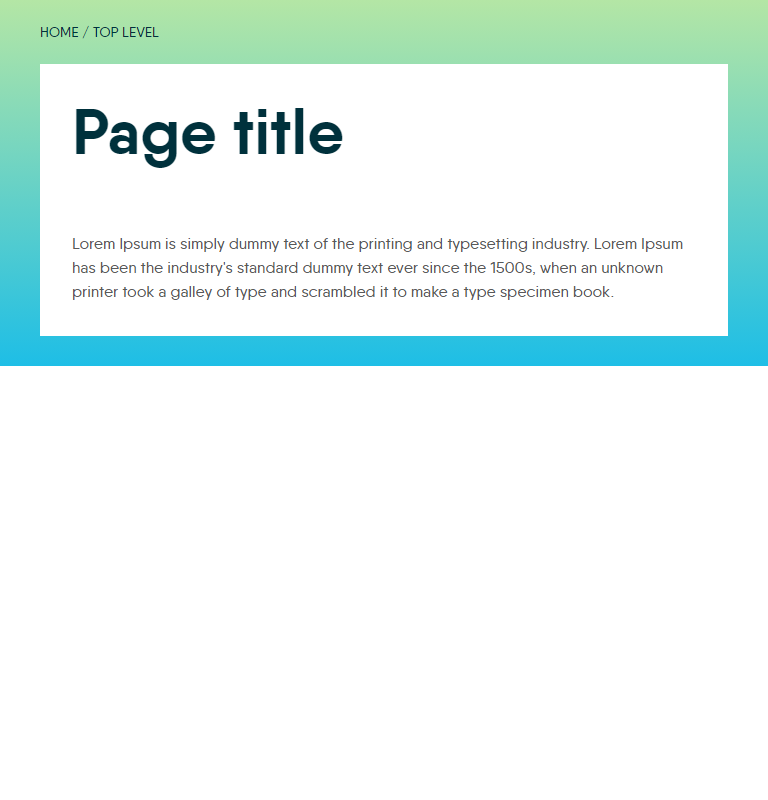 HOME / TOP LEVEL
Page title
Lorem Ipsum is simply dummy text of the printing and typesetting industry. Lorem Ipsum
has been the industry's standard dummy text ever since the 1500s, when an unknown
printer took a galley of type and scrambled it to make a type specimen book.